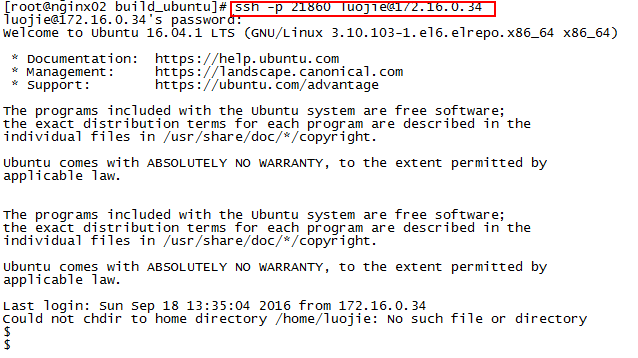 [root@nginx02 build_ubuntu]# ssh -p 21860 luojie@172.16.0.34
luojie@172.16.0.34's password:
Welcome to Ubuntu 16.04.1 LTS (GNU/Linux 3.10.103-1.el6.elrepo.x86_64 x86_64)
* Documentation:  https://help.ubuntu.com
* Management:     https://landscape.canonical.com
* Support:        https://ubuntu.com/advantage
The programs included with the Ubuntu system are free software;
the exact distribution terms for each program are described in the
individual files in /usr/share/doc/*/copyright.
Ubuntu comes with ABSOLUTELY NO WARRANTY, to the extent permitted by
applicable law.
The programs included with the Ubuntu system are free software;
the exact distribution terms for each program are described in the
individual files in /usr/share/doc/*/copyright.
Ubuntu comes with ABSOLUTELY NO WARRANTY, to the extent permitted by
applicable law.
Last login: Sun Sep 18 13:35:04 2016 from 172.16.0.34
Could not chdir to home directory /home/luojie: No such file or directory
$
$